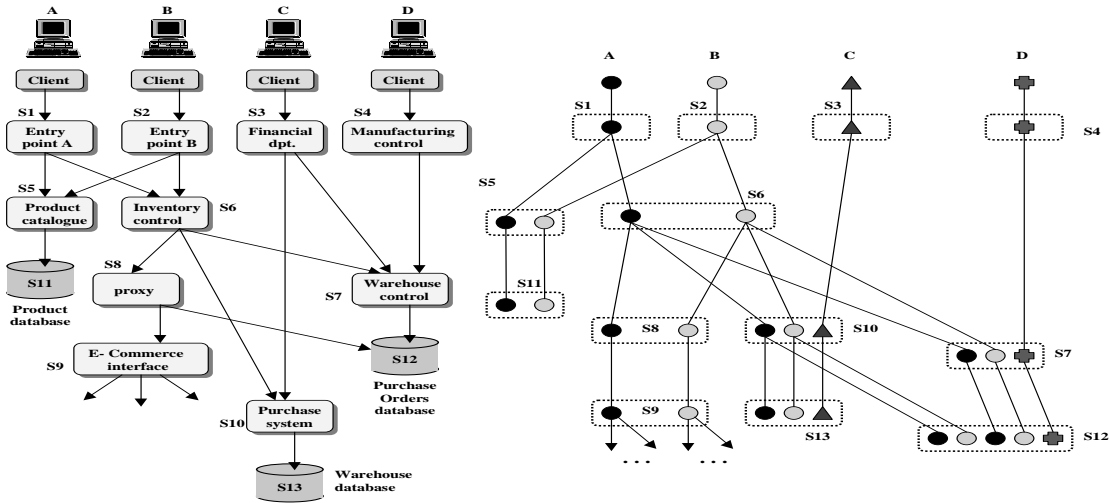 A B C D
Client Client Client Client
S1 S2 S3 S4
Entry point A
Entry point B
Financial dpt.
Manufacturing control
S5
Product catalogue
Inventory control
S6
S8
S11
proxy
S7
Warehouse control
Product database
S9
E- Commerce interface
S12
Purchase Orders database
S10
Purchase system
S13
Warehouse database
A B C D
S1 S2 S3 S4
S5
S6
S11
S8 S10
S7
S9
S13 S12
. . . . . .